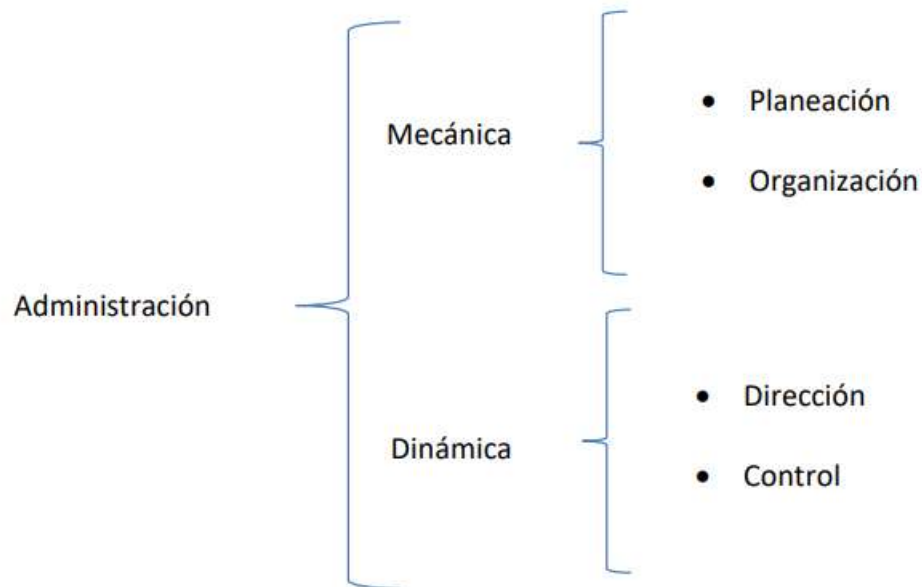 Administración
Mecánica
• Planeación
• Organización
Dinámica
• Dirección
• Control